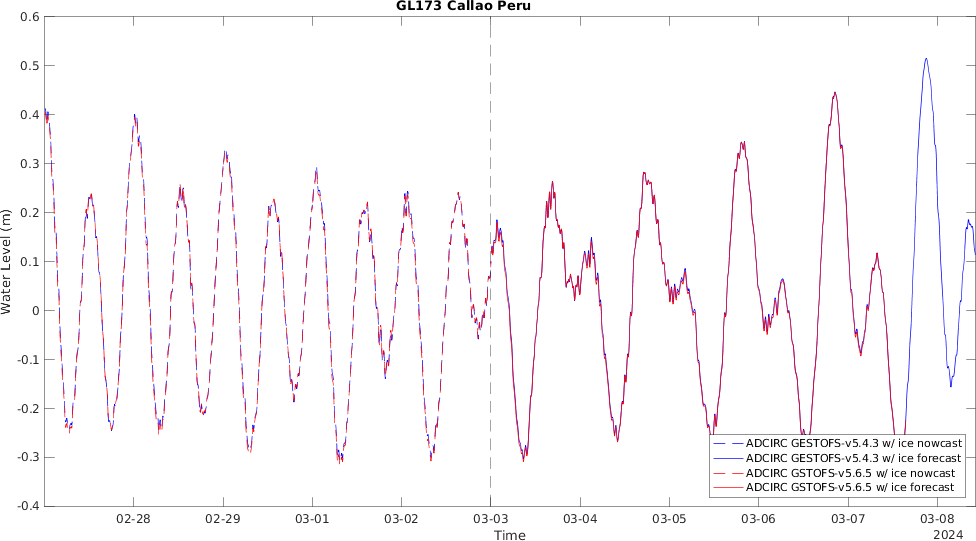 GL173 Callao Peru
0.6
0.5
0.4
0.3
0.2
0.1
0
-0.1
-0.2
-0.3
-0.4
Water Level (m)
ADCIRC GESTOFS-v5.4.3 w/ ice nowcast
ADCIRC GESTOFS-v5.4.3 w/ ice forecast
ADCIRC GSTOFS-v5.6.5 w/ ice nowcast
ADCIRC GSTOFS-v5.6.5 w/ ice forecast
02-28 02-29 03-01 03-02 03-03 03-04 03-05 03-06 03-07 03-08
Time 2024